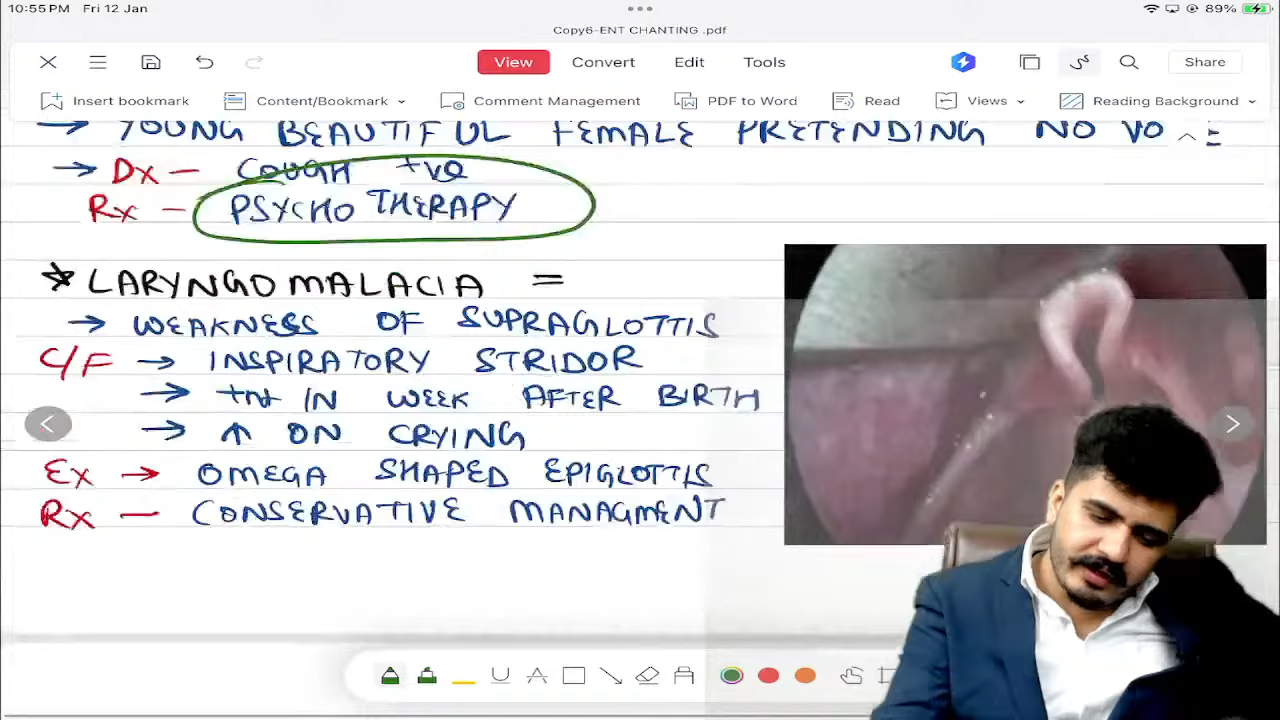 10:55 PM Fri 12 Jan
89%
Copy6-ENT CHANTING .pdf
View Convert Edit Tools
Share
Insert bookmark Content/Bookmark Comment Management PDF to Word Read Views Reading Background
→ YOUNG BEAUTIFUL FEMALE PRETENDING NO
→ Dx - COUGH +ve
Rx - PSYCHO THERAPY
* LARYNGO MALACIA =
→ WEAKNESS OF SUPRAGLOTTIS
C/F → INSPIRATORY STRIDOR
→ +nt IN WEEK AFTER BIRTH
→ ↑ ON CRYING
Ex → OMEGA SHAPED EPIGLOTTIS
Rx - CONSERVATIVE MANAGMENT